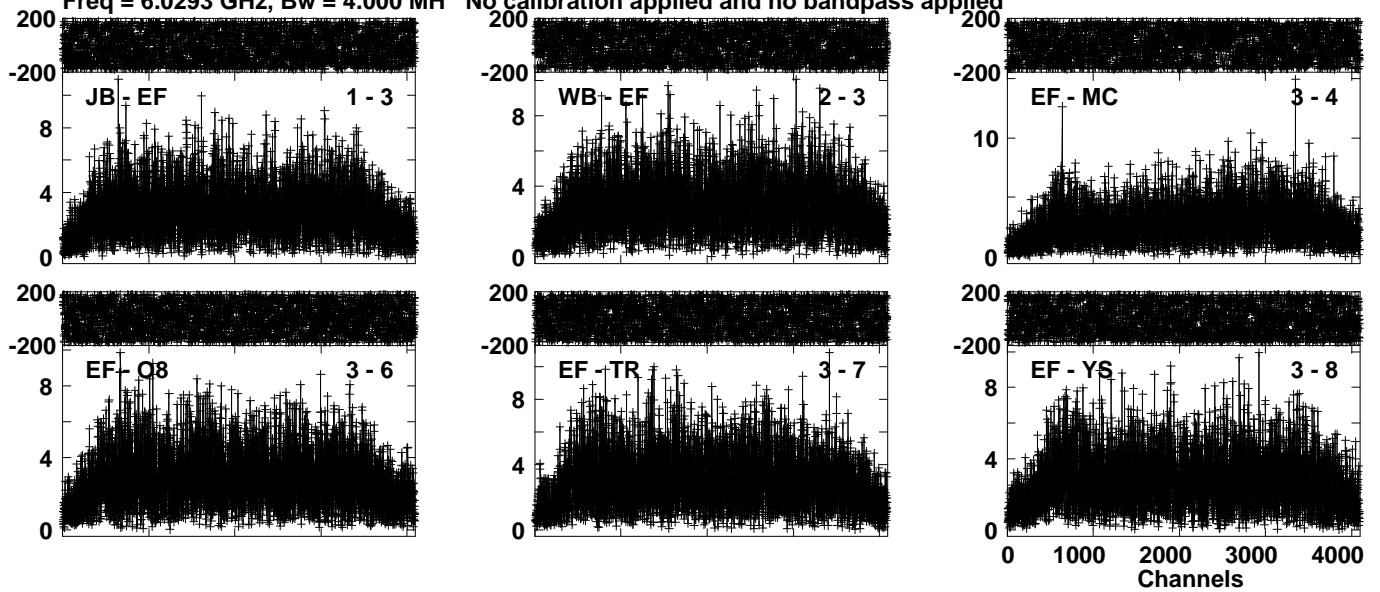 Freq = 6.0293 GHz, Bw = 4.000 MH No calibration applied and no bandpass applied
200 200 200
-200 -200 -200
JB - EF 1 - 3 WB - EF 2 - 3 EF - MC 3 - 4
8 8 10
4 4
0 0 0
200 200 200
-200 -200 -200
EF - O8 3 - 6 EF - TR 3 - 7 EF - YS 3 - 8
8 8 8
4 4 4
0 0 0
0 1000 2000 3000 4000
Channels